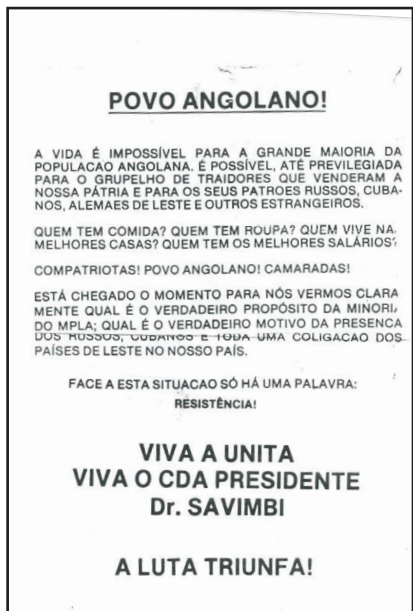 POVO ANGOLANO!
A VIDA É IMPOSSÍVEL PARA A GRANDE MAIORIA DA
POPULACAO ANGOLANA. É POSSÍVEL, ATÉ PREVILEGIADA
PARA O GRUPELHO DE TRAIDORES QUE VENDERAM A
NOSSA PÁTRIA E PARA OS SEUS PATROES RUSSOS, CUBA-
NOS, ALEMAES DE LESTE E OUTROS ESTRANGEIROS.
QUEM TEM COMIDA? QUEM TEM ROUPA? QUEM VIVE NA.
MELHORES CASAS? QUEM TEM OS MELHORES SALÁRIOS?
COMPATRIOTAS! POVO ANGOLANO! CAMARADAS!
ESTÁ CHEGADO O MOMENTO PARA NÓS VERMOS CLARA
MENTE QUAL É O VERDADEIRO PROPÓSITO DA MINORI
DO MPLA; QUAL É O VERDADEIRO MOTIVO DA PRESENCA
DOS RUSSOS, CUBANOS E TODA UMA COLIGACAO DOS
PAÍSES DE LESTE NO NOSSO PAÍS.
FACE A ESTA SITUACAO SÓ HÁ UMA PALAVRA:
RESISTÊNCIA!
VIVA A UNITA
VIVA O CDA PRESIDENTE
Dr. SAVIMBI
A LUTA TRIUNFA!